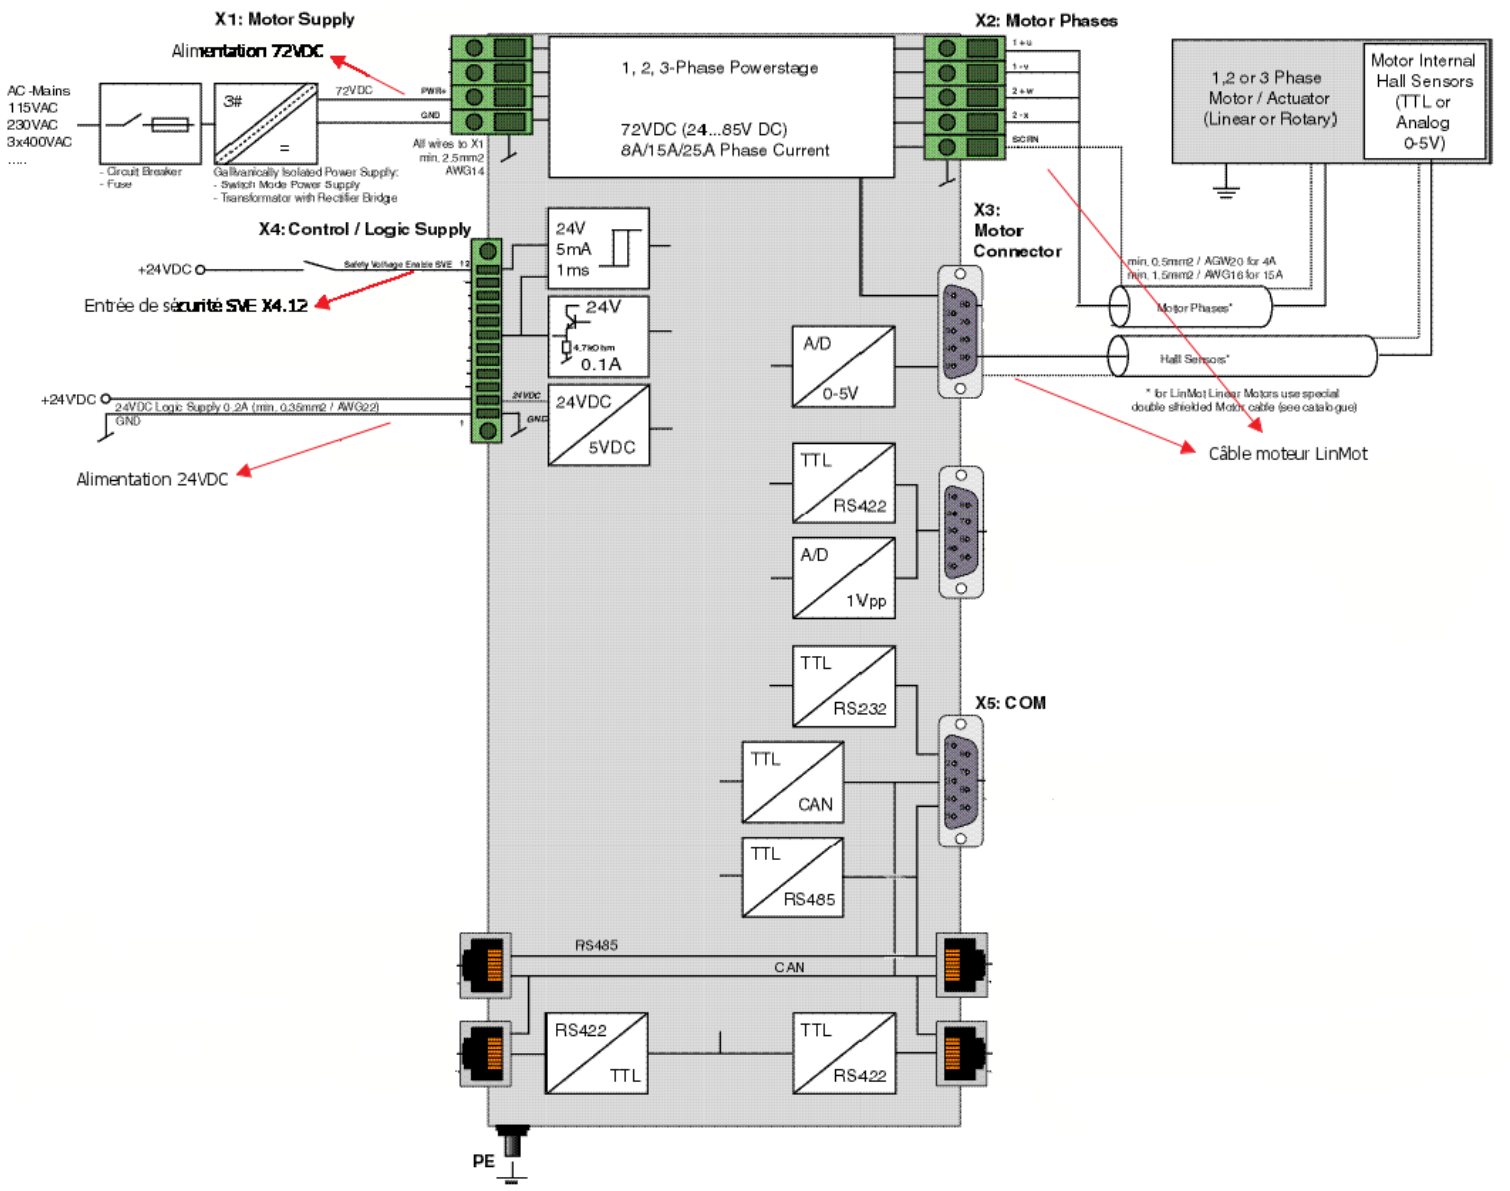 X1: Motor Supply
Alimentation 72VDC
AC -Mains
115VAC
230VAC
3x400VAC
.....
3#
=
72VDC
PWR+
GND
- Circuit Breaker
- Fuse
Gallvanically Isolated Power Supply:
- Switch Mode Power Supply
- Transformator with Rectifier Bridge
All wires to X1
min. 2.5mm2
AWG14
1, 2, 3-Phase Powerstage
72VDC (24...85V DC)
8A/15A/25A Phase Current
X2: Motor Phases
1+u
1-v
2+w
2-x
SCRN
1,2 or 3 Phase
Motor / Actuator
(Linear or Rotary)
Motor Internal
Hall Sensors
(TTL or
Analog
0-5V)
X4: Control / Logic Supply
+24VDC
Safety Voltage Enable SVE
12
Entrée de sécurité SVE X4.12
24V
5mA
1ms
24V
4.7kOhm
0.1A
+24VDC
24VDC Logic Supply 0.2A (min, 0.35mm2 / AWG22)
GND
1
24VDC
GND
24VDC
5VDC
Alimentation 24VDC
X3:
Motor
Connector
min, 0.5mm2 / AGW20 for 4A
min, 1.5mm2 / AWG16 for 15A
Motor Phases*
Hall Sensors*
* for LinMot Linear Motors use special
double shielded Motor cable (see catalogue)
Câble moteur LinMot
A/D
0-5V
TTL
RS422
A/D
1Vpp
TTL
RS232
X5: COM
TTL
CAN
TTL
RS485
RS485
CAN
RS422
TTL
TTL
RS422
PE